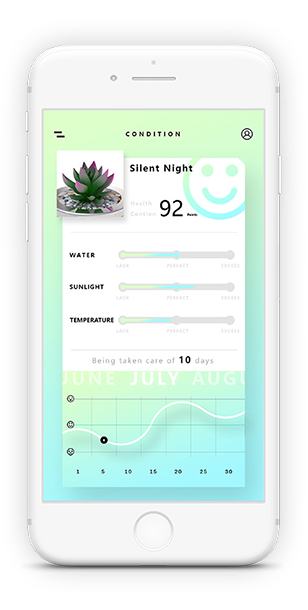 CONDITION
Silent Night
Health
Contion 92 Points
WATER
LACK PERFECT EXCESS
SUNLIGHT
LACK PERFECT EXCESS
TEMPERATURE
LACK PERFECT EXCESS
Being taken care of 10 days
JUNE JULY AUGU
1 5 10 15 20 25 30